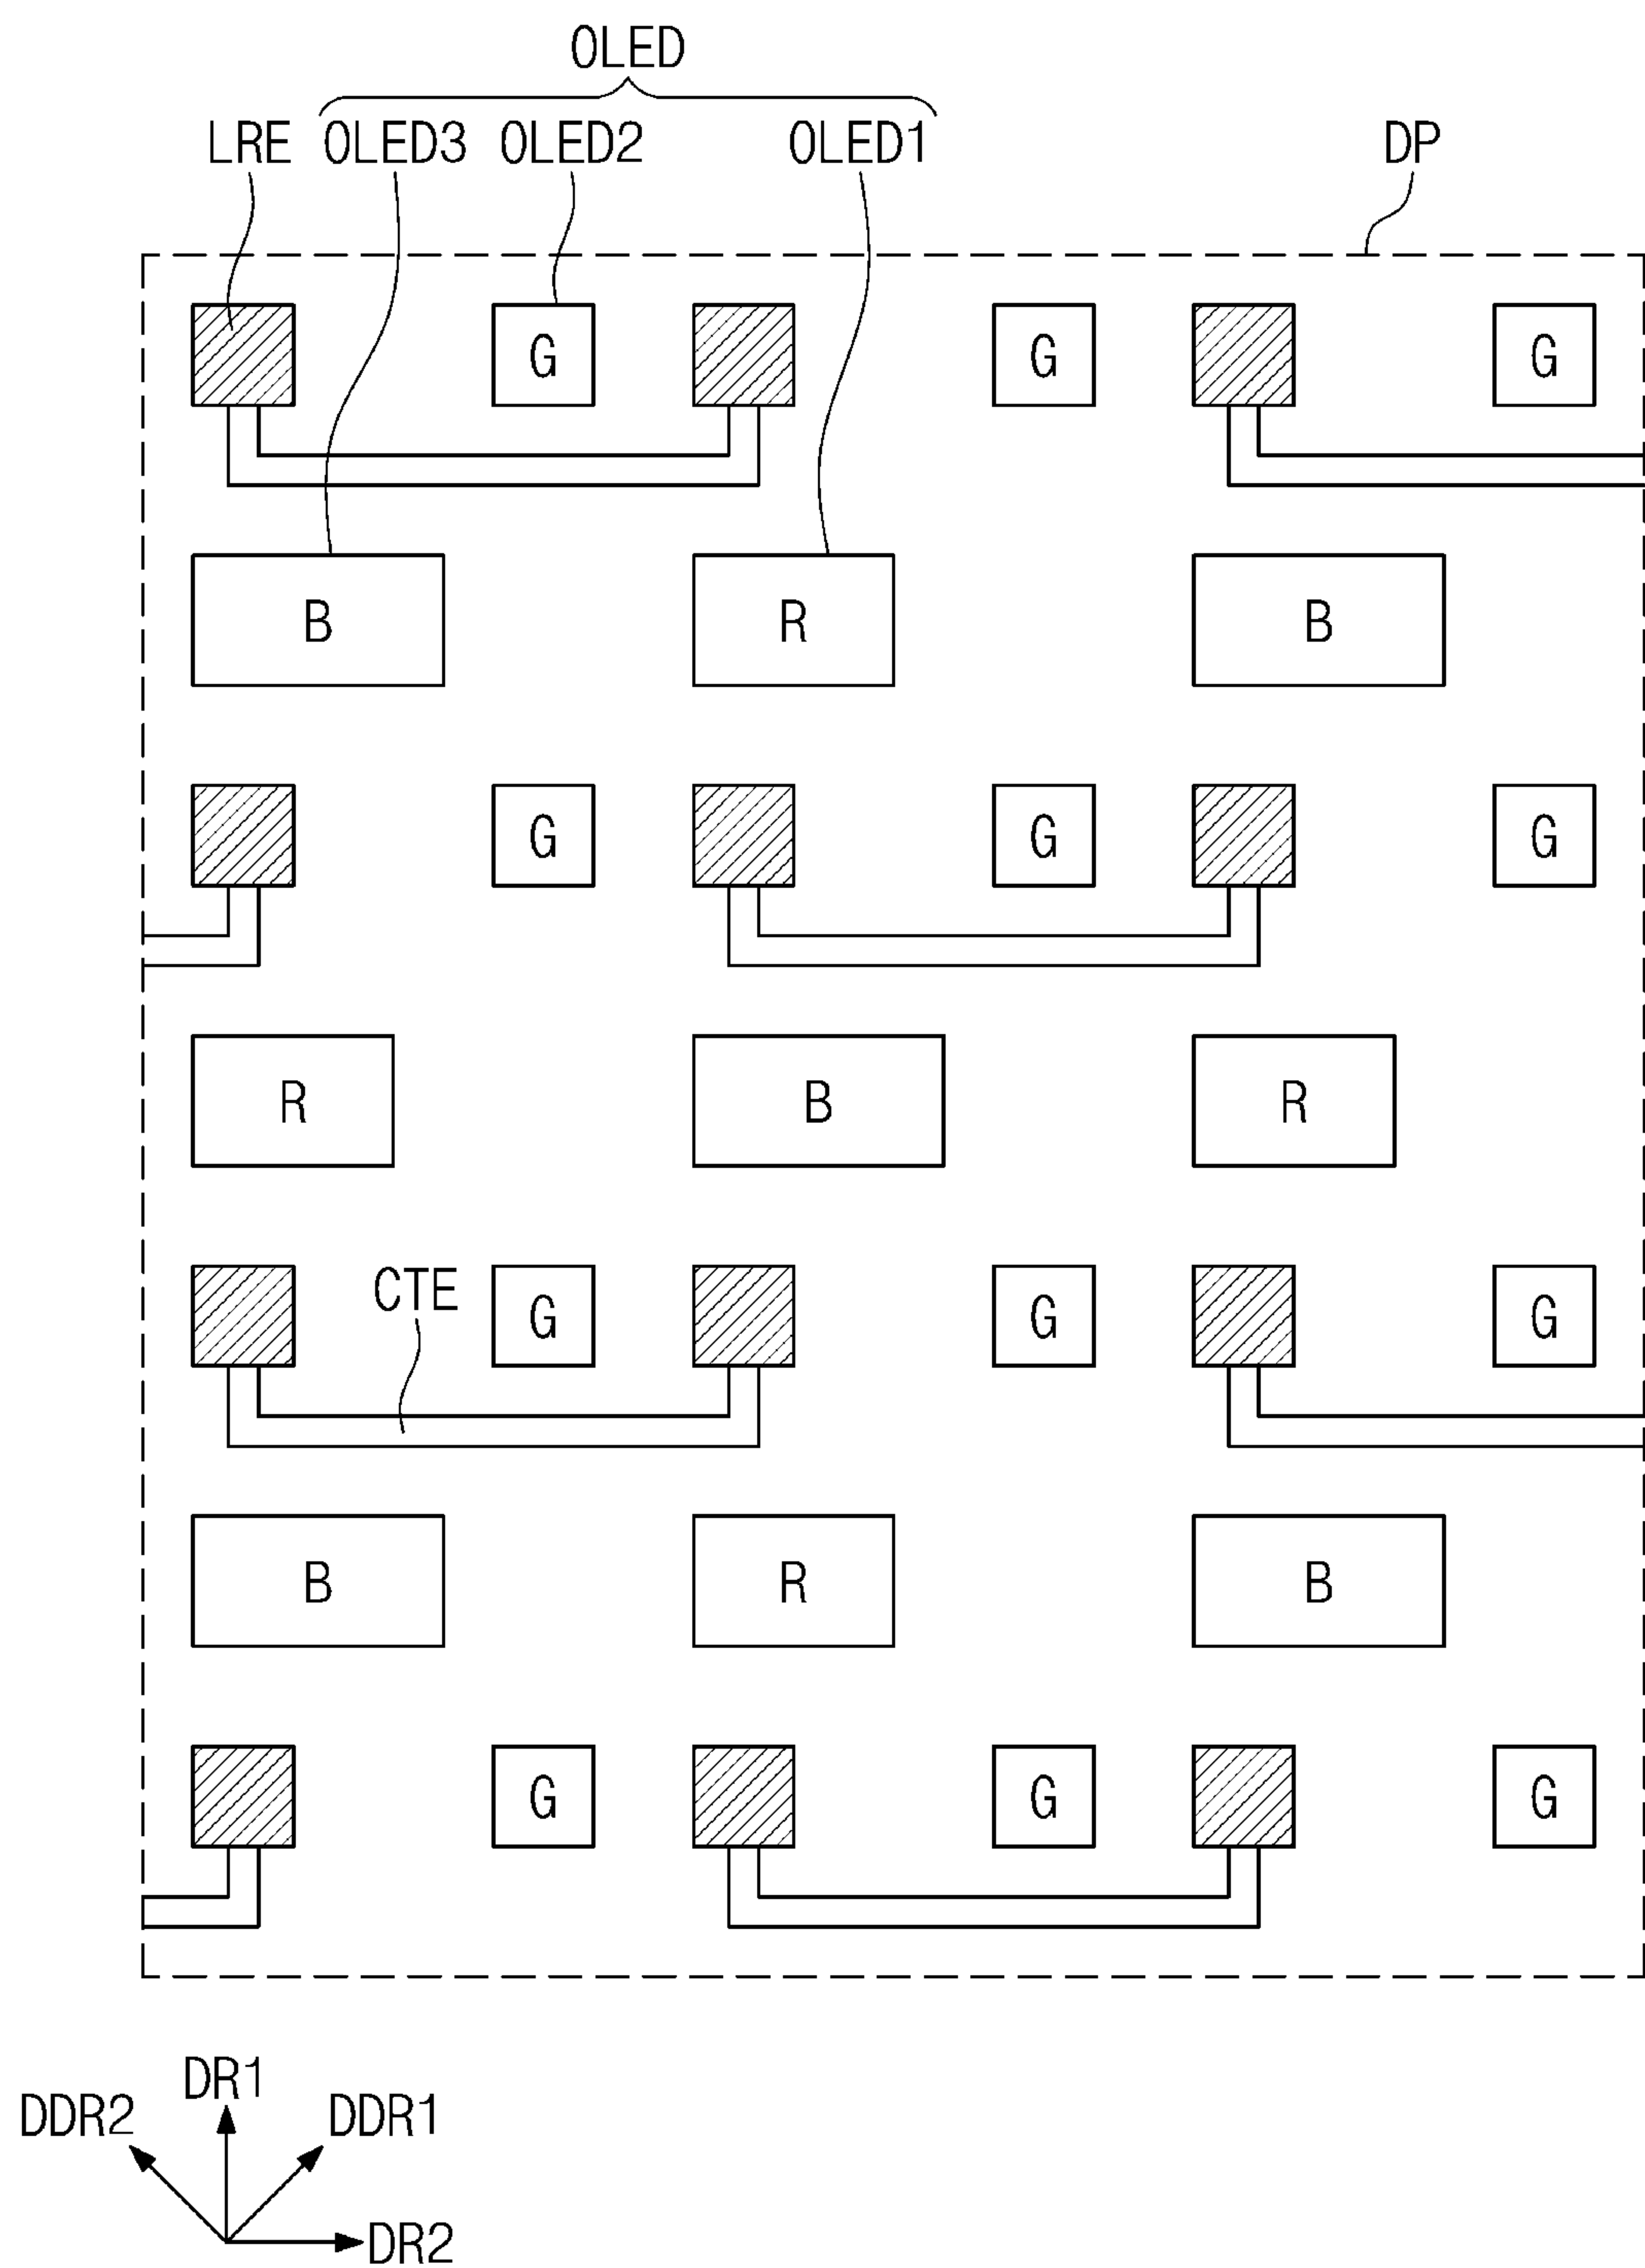 OLED
LRE OLED3 OLED2 OLED1 DP
G G G
B R B
G G G
R B R
CTE G G G
B R B
G G G
DR1
DDR2 DDR1
DR2